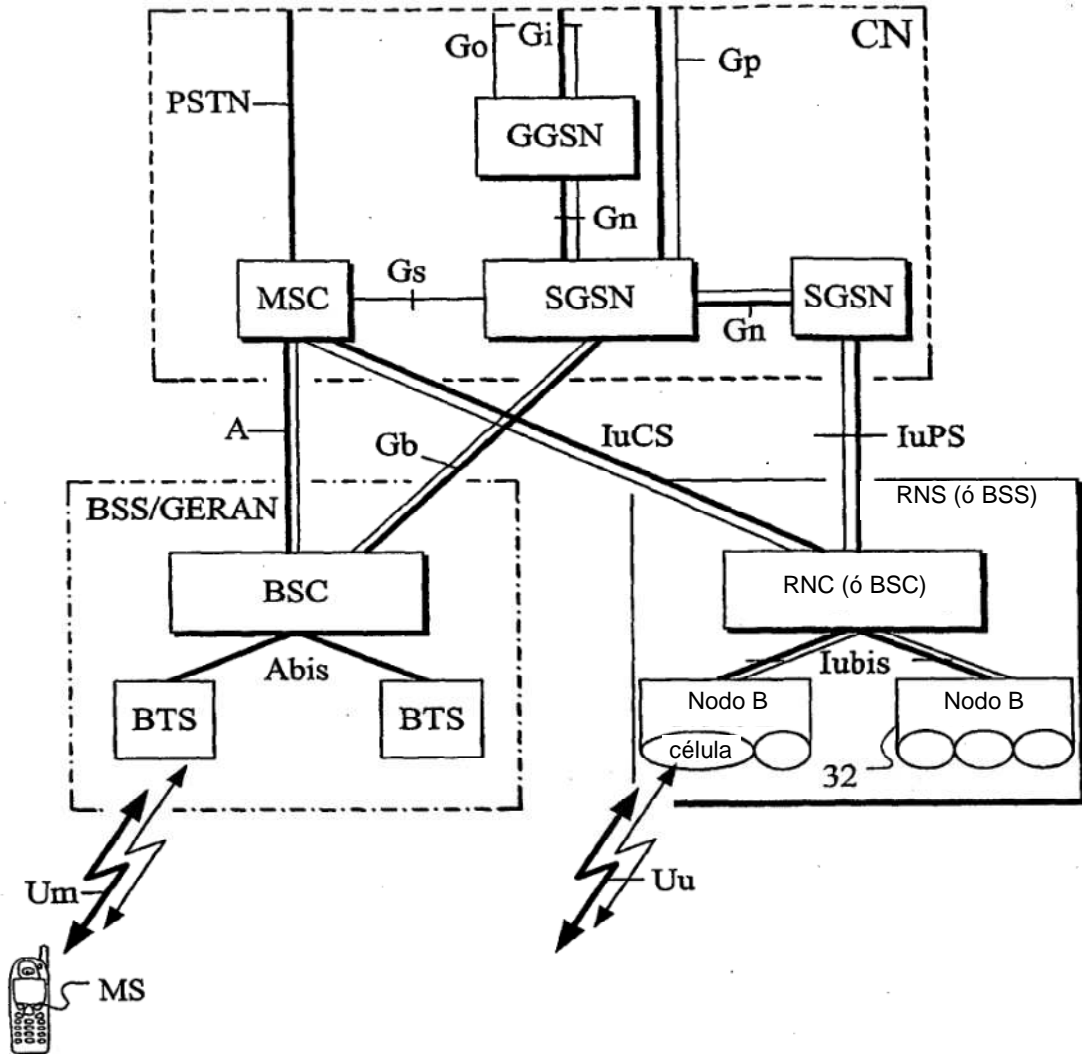 CN
Go
Gi
Gp
PSTN
GGSN
Gn
MSC
Gs
SGSN
SGSN
Gn
A
Gb
IuCS
IuPS
BSS/GERAN
RNS (ó BSS)
BSC
RNC (ó BSC)
Abis
Iubis
BTS
BTS
Nodo B
Nodo B
célula
32
Um
Uu
MS